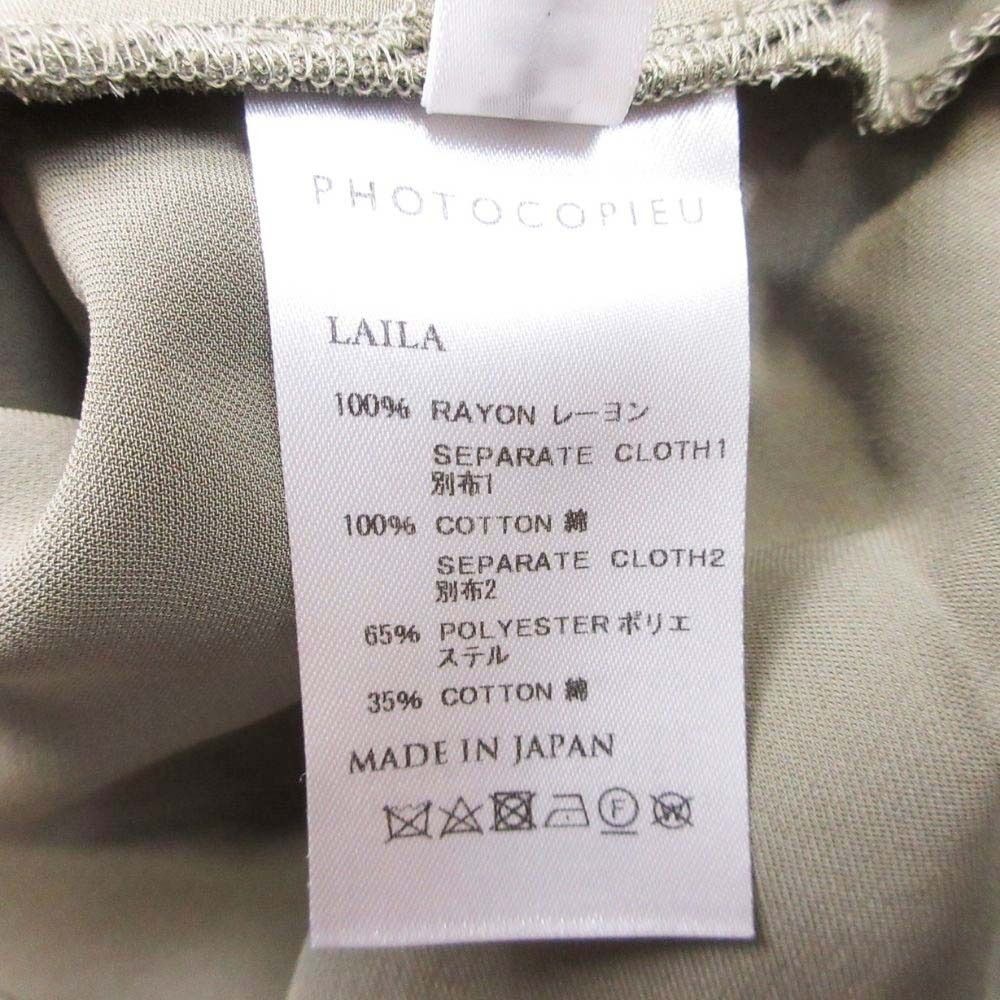 PHOTOCOPIEU
LAILA
100% RAYON レーヨン
SEPARATE CLOTH1
別布1
100% COTTON 綿
SEPARATE CLOTH2
別布2
65% POLYESTER ポリエ
ステル
35% COTTON 綿
MADE IN JAPAN
F W